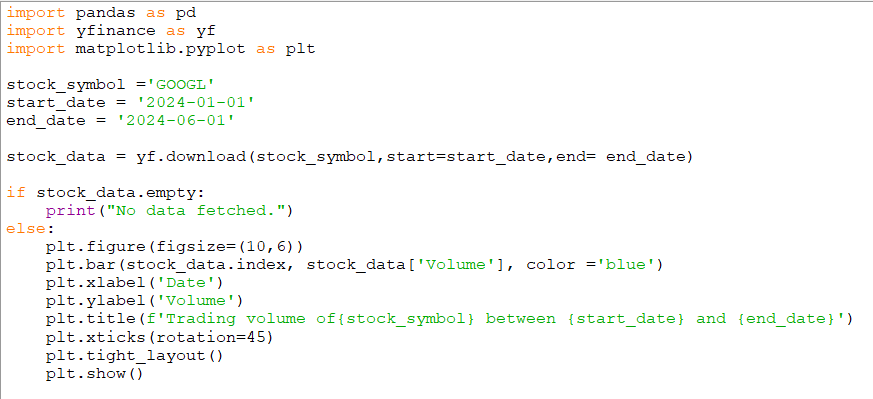 import pandas as pd
import yfinance as yf
import matplotlib.pyplot as plt

stock_symbol ='GOOGL'
start_date = '2024-01-01'
end_date = '2024-06-01'

stock_data = yf.download(stock_symbol,start=start_date,end= end_date)

if stock_data.empty:
    print("No data fetched.")
else:
    plt.figure(figsize=(10,6))
    plt.bar(stock_data.index, stock_data['Volume'], color ='blue')
    plt.xlabel('Date')
    plt.ylabel('Volume')
    plt.title(f'Trading volume of{stock_symbol} between {start_date} and {end_date}')
    plt.xticks(rotation=45)
    plt.tight_layout()
    plt.show()